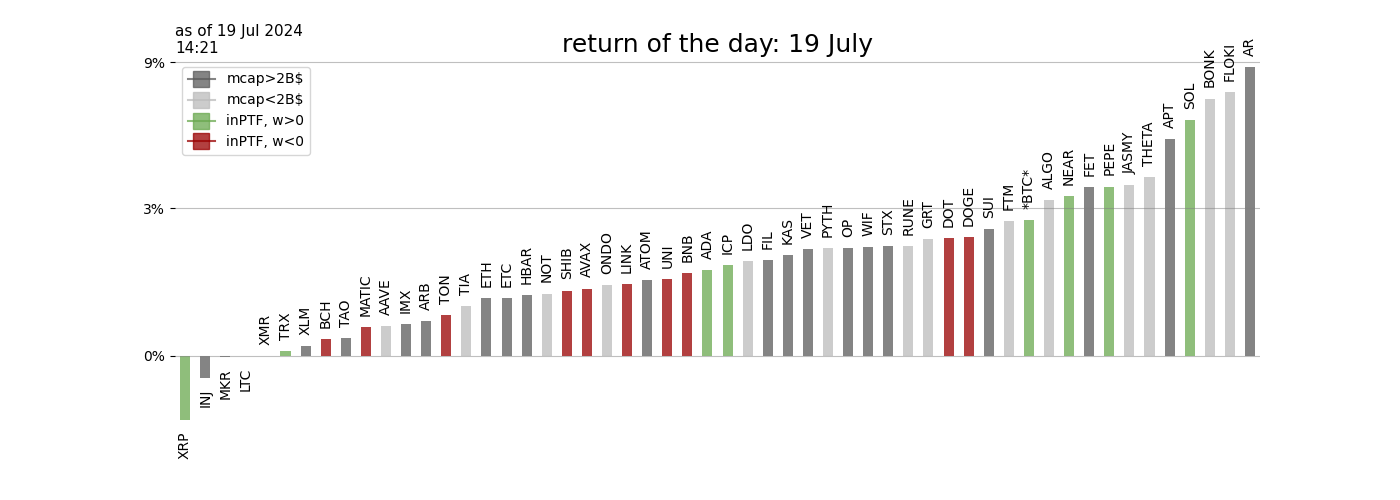 as of 19 Jul 2024
14:21
return of the day: 19 July
mcap>2B$
mcap<2B$
inPTF, w>0
inPTF, w<0
9%
3%
0%
XRP
INJ
MKR
LTC
XMR
TRX
XLM
BCH
TAO
MATIC
AAVE
IMX
ARB
TON
TIA
ETH
ETC
HBAR
NOT
SHIB
AVAX
ONDO
LINK
ATOM
UNI
BNB
ADA
ICP
LDO
FIL
KAS
VET
PYTH
OP
WIF
STX
RUNE
GRT
DOT
DOGE
SUI
FTM
*BTC*
ALGO
NEAR
FET
PEPE
JASMY
THETA
APT
SOL
BONK
FLOKI
AR